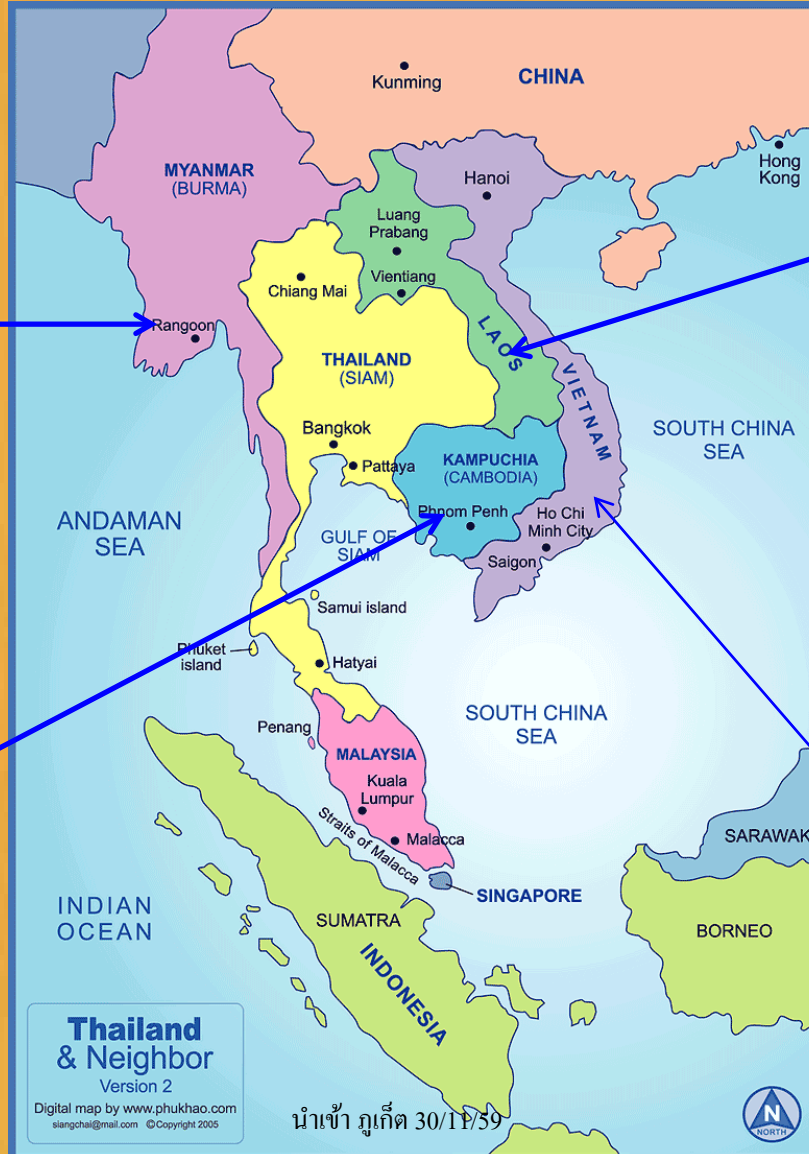 Kunming
CHINA
Hong
Kong
MYANMAR
(BURMA)
Hanoi
Luang
Prabang
Vientiang
Chiang Mai
Rangoon
LAOS
THAILAND
(SIAM)
VIETNAM
Bangkok
Pattaya
KAMPUCHIA
(CAMBODIA)
SOUTH CHINA
SEA
Phnom Penh
Ho Chi
Minh City
Saigon
ANDAMAN
SEA
GULF OF
SIAM
Samui island
Phuket
island
Hatyai
SOUTH CHINA
SEA
Penang
MALAYSIA
Kuala
Lumpur
Malacca
Straits of Malacca
SARAWAK
SINGAPORE
INDIAN
OCEAN
SUMATRA
BORNEO
INDONESIA
Thailand
& Neighbor
Version 2
Digital map by www.phukhao.com
siangchai@mail.com ©Copyright 2005
นำเข้า ภูเก็ต 30/11/59
N
NORTH